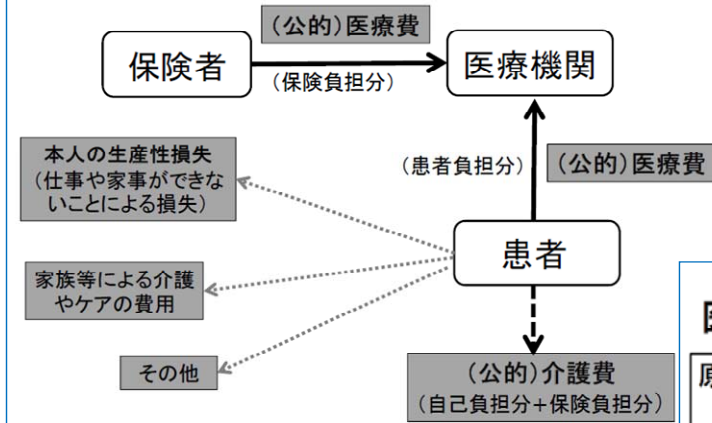 (公的)医療費
保険者
医療機関
(保険負担分)
本人の生産性損失
(仕事や家事ができな
いことによる損失)
(患者負担分)
(公的)医療費
患者
家族等による介護
やケアの費用
その他
(公的)介護費
(自己負担分+保険負担分)